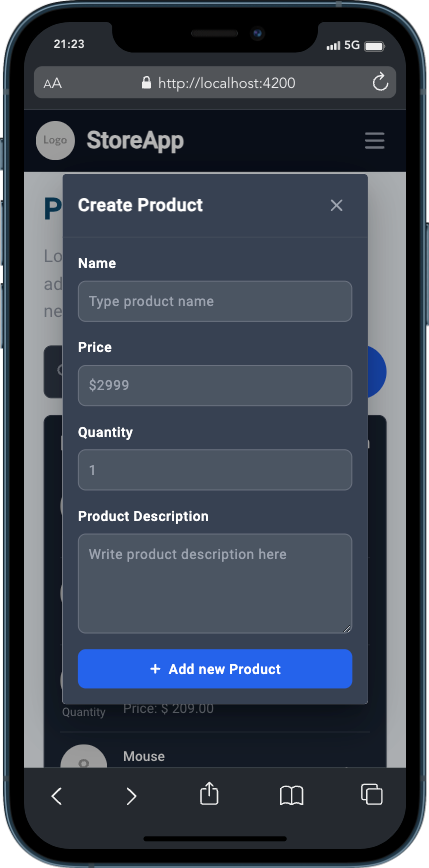 21:23
5G
AA
http://localhost:4200
Logo
StoreApp
P
Create Product
Lo
ad
ne
Name
Type product name
Price
$2999
Quantity
1
Product Description
Write product description here
+ Add new Product
Quantity
Price: $ 209.00
Mouse